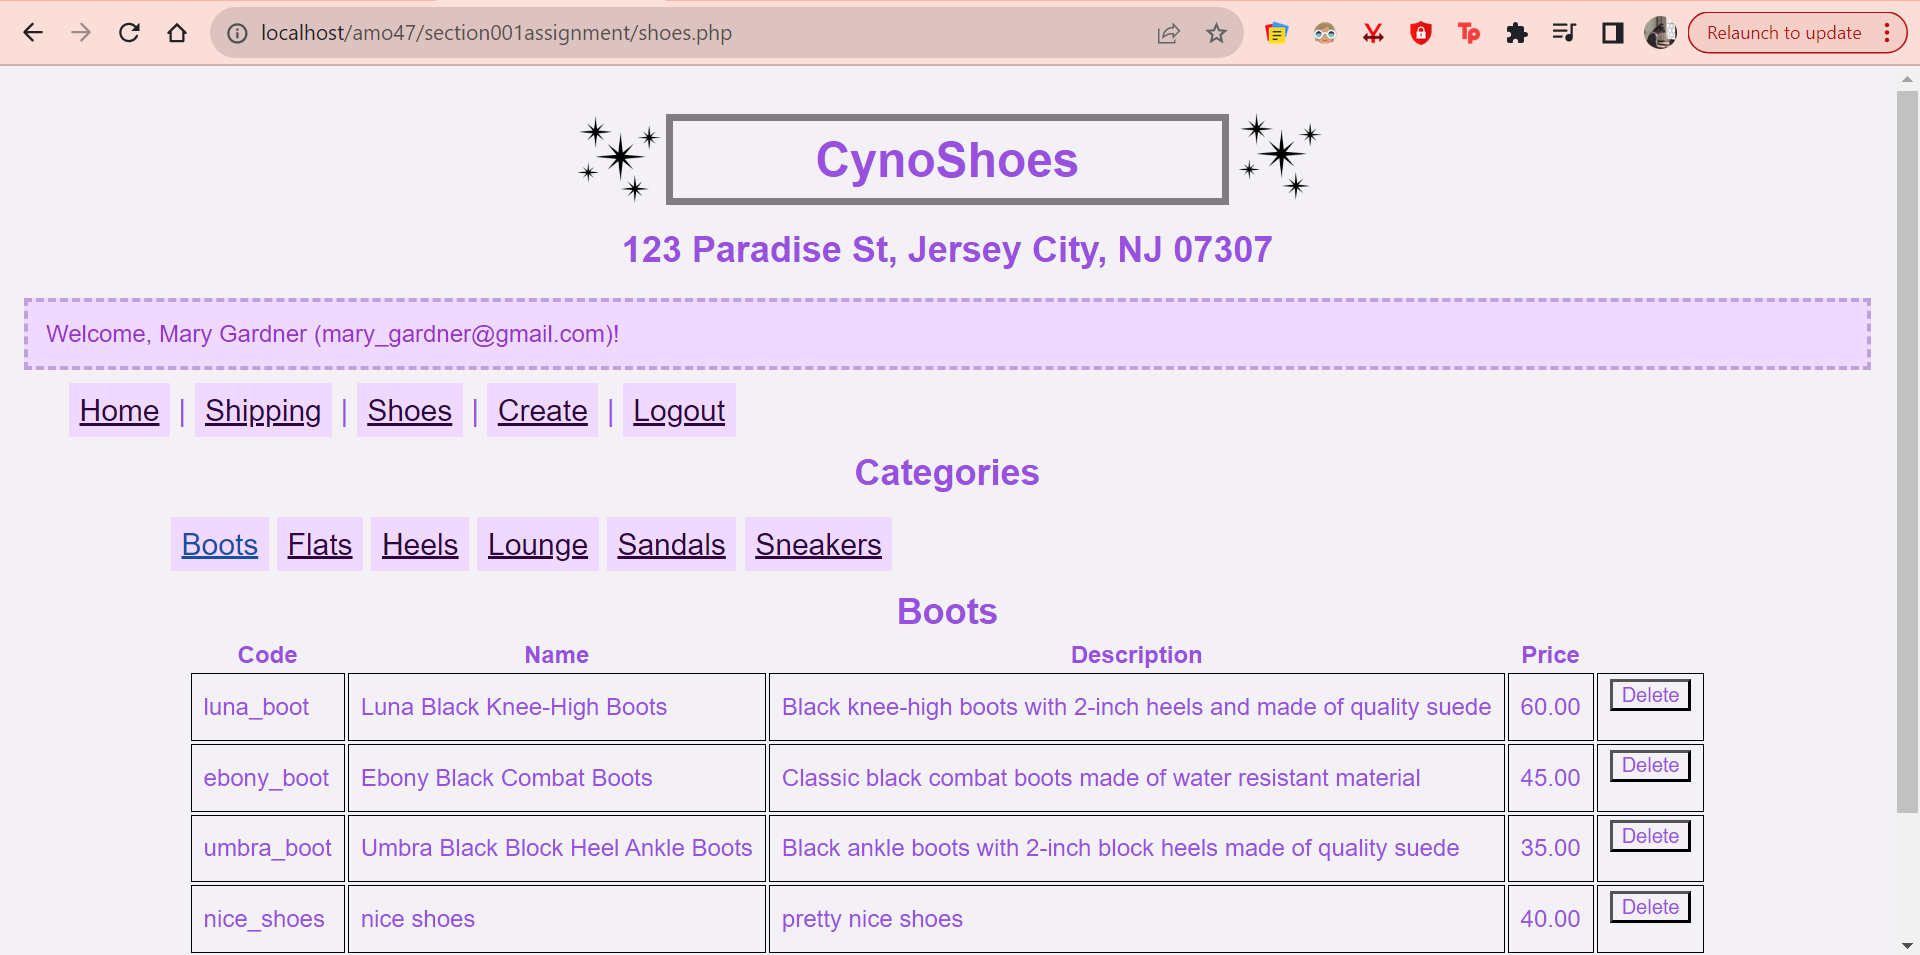 localhost/amo47/section001assignment/shoes.php
Relaunch to update
CynoShoes
123 Paradise St, Jersey City, NJ 07307
Welcome, Mary Gardner (mary_gardner@gmail.com)!
Home | Shipping | Shoes | Create | Logout
Categories
Boots Flats Heels Lounge Sandals Sneakers
Boots
Code Name Description Price
luna_boot Luna Black Knee-High Boots Black knee-high boots with 2-inch heels and made of quality suede 60.00 Delete
ebony_boot Ebony Black Combat Boots Classic black combat boots made of water resistant material 45.00 Delete
umbra_boot Umbra Black Block Heel Ankle Boots Black ankle boots with 2-inch block heels made of quality suede 35.00 Delete
nice_shoes nice shoes pretty nice shoes 40.00 Delete